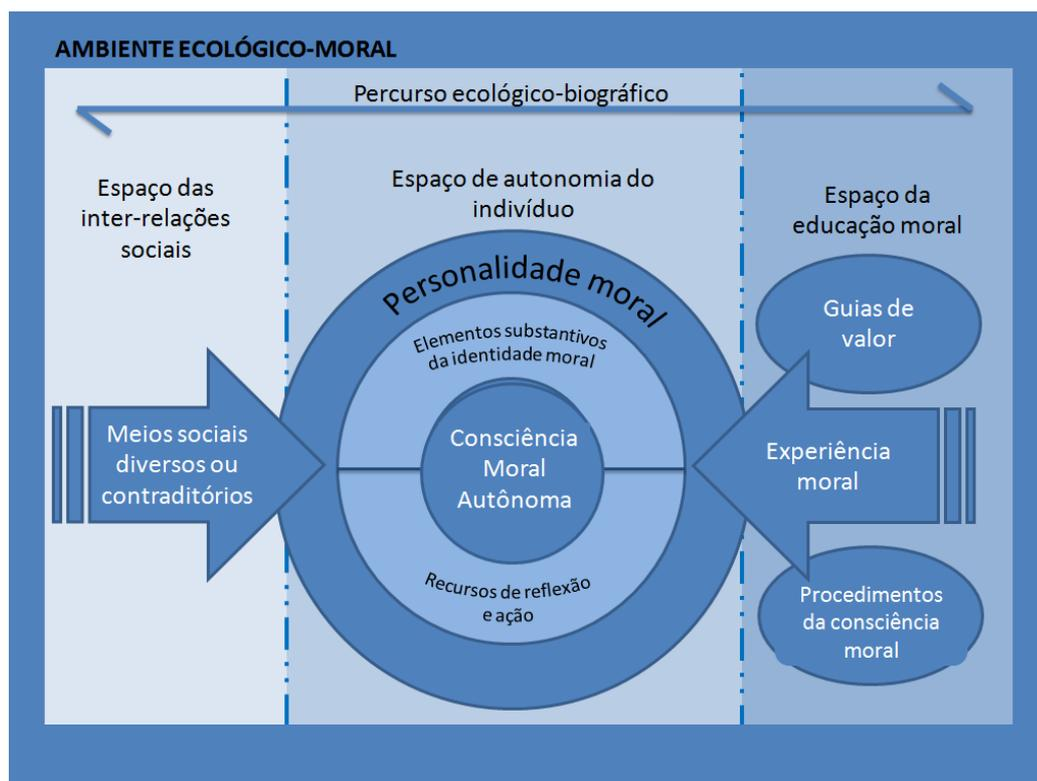 AMBIENTE ECOLÓGICO-MORAL
Percurso ecológico-biográfico
Espaço das
inter-relações
sociais
Espaço de autonomia do
indivíduo
Espaço da
educação moral
Personalidade moral
Elementos substantivos
da identidade moral
Consciência
Moral
Autônoma
Recursos de reflexão
e ação
Meios sociais
diversos ou
contraditórios
Guias de
valor
Experiência
moral
Procedimentos
da consciência
moral